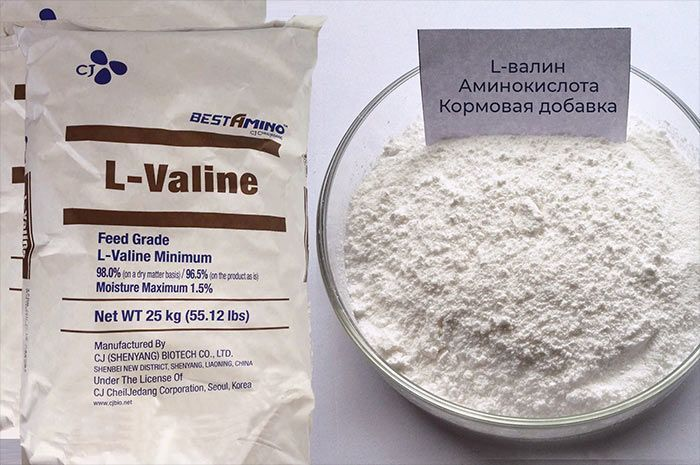 CJ
BESTAMINO™
CJ CheilJedang
L-Valine
Feed Grade
L-Valine Minimum
98.0% (on a dry matter basis) / 96.5% (on the product as is)
Moisture Maximum 1.5%
Net WT 25 kg (55.12 lbs)
Manufactured By
CJ (SHENYANG) BIOTECH CO., LTD.
SHENBEI NEW DISTRICT, SHENYANG, LIAONING, CHINA
Under The License Of
CJ CheilJedang Corporation, Seoul, Korea
www.cjbio.net
L-валин
Аминокислота
Кормовая добавка